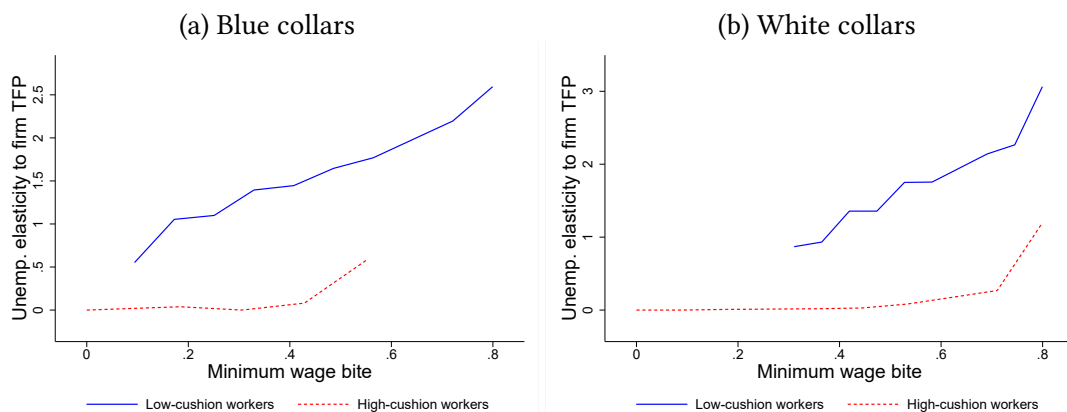 (a) Blue collars
Unemp. elasticity to firm TFP
2.5
2
1.5
1
.5
0
0 .2 .4 .6 .8
Minimum wage bite
Low-cushion workers High-cushion workers
(b) White collars
Unemp. elasticity to firm TFP
3
2
1
0
0 .2 .4 .6 .8
Minimum wage bite
Low-cushion workers High-cushion workers